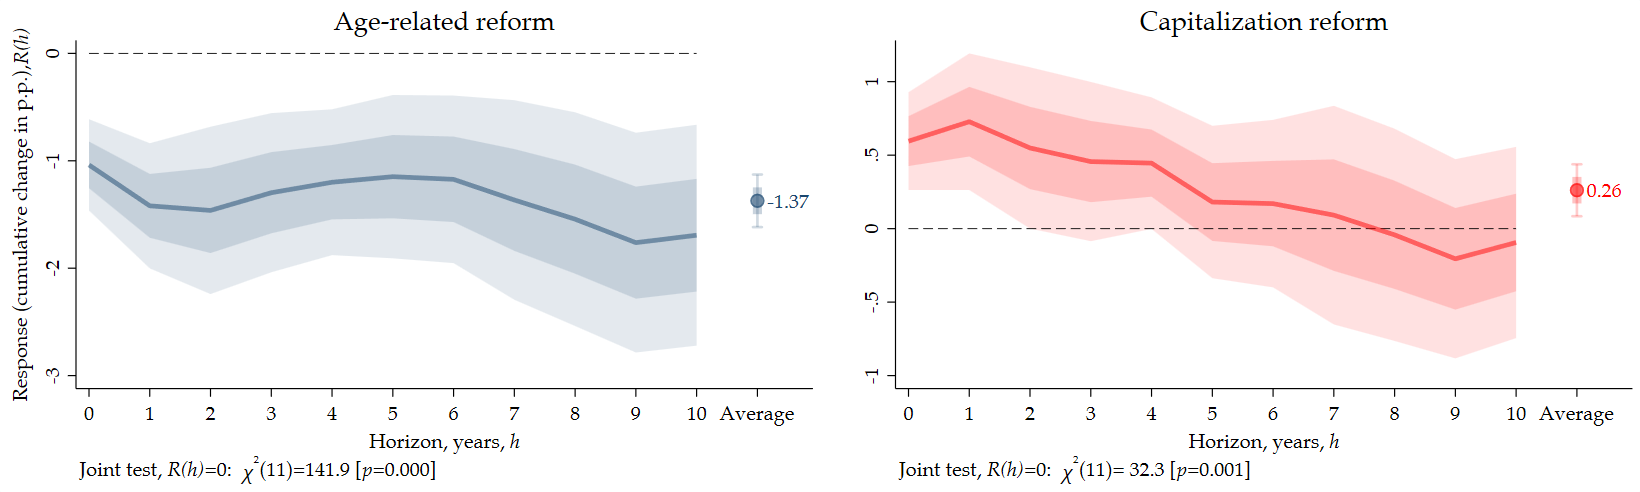 Age-related reform
Response (cumulative change in p.p.),R(h)
0
-1
-2
-3
-1.37
0 1 2 3 4 5 6 7 8 9 10 Average
Horizon, years, h
Joint test, R(h)=0: χ²(11)=141.9 [p=0.000]
Capitalization reform
1
.5
0
-.5
-1
0.26
0 1 2 3 4 5 6 7 8 9 10 Average
Horizon, years, h
Joint test, R(h)=0: χ²(11)= 32.3 [p=0.001]